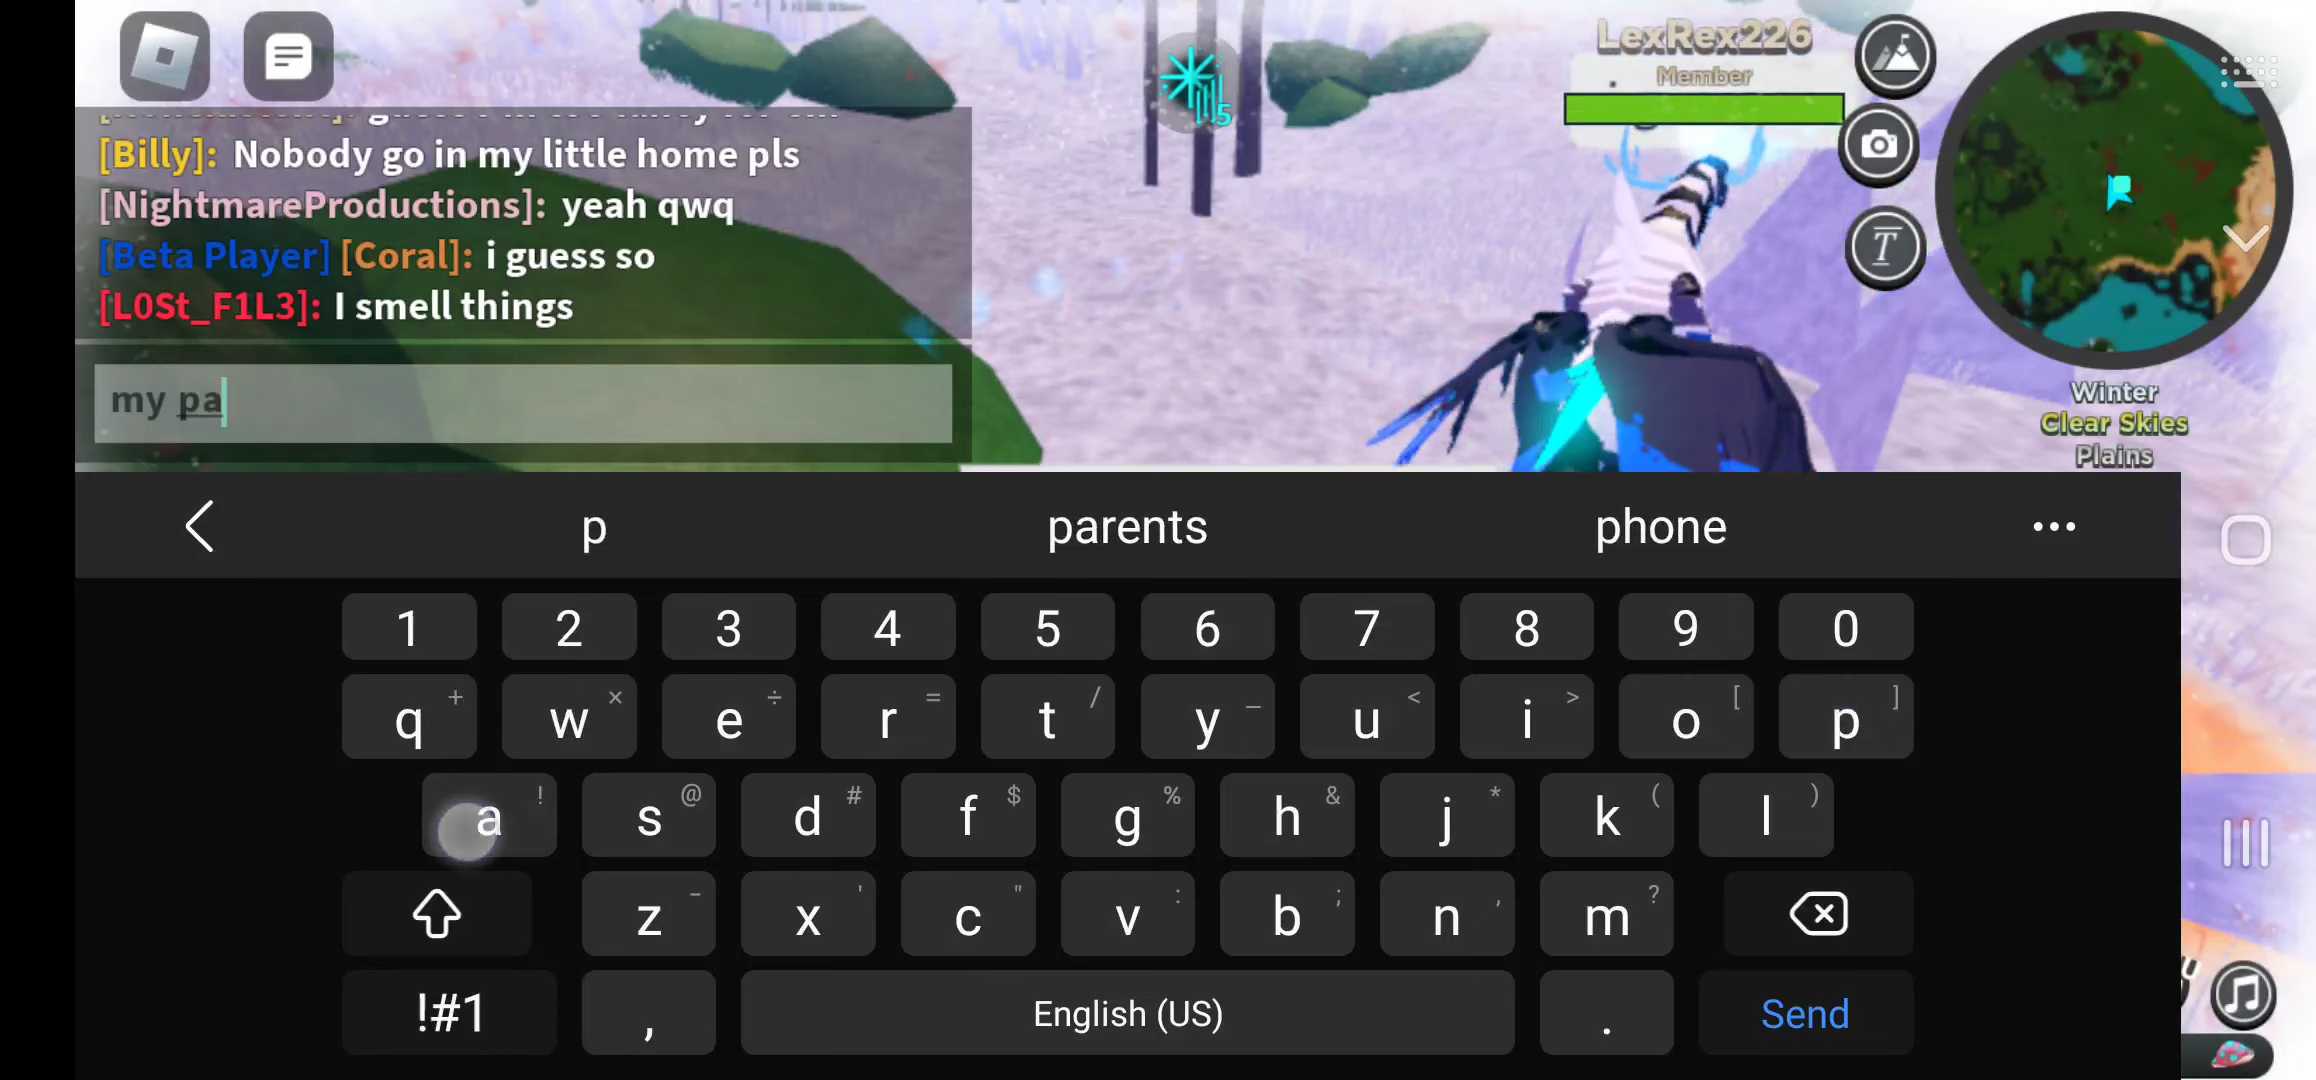 LexRex226
Member
5
[Billy]: Nobody go in my little home pls
[NightmareProductions]: yeah qwq
[Beta Player] [Coral]: i guess so
[L0St_F1L3]: I smell things
my pa
T
Winter
Clear Skies
Plains
p parents phone ...
1 2 3 4 5 6 7 8 9 0
q + w × e ÷ r = t / y _ u < i > o [ p ]
a ! s @ d # f $ g % h & j * k ( l )
z - x ' c " v : b ; n , m ?
!#1 , English (US) . Send